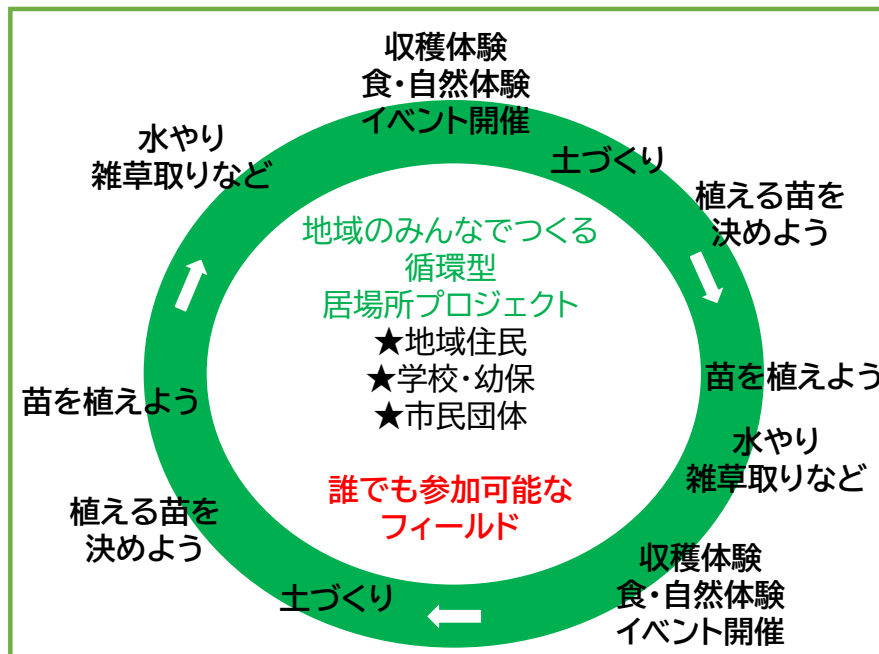 収穫体験
食・自然体験
イベント開催
土づくり
植える苗を
決めよう
苗を植えよう
水やり
雑草取りなど
収穫体験
食・自然体験
イベント開催
土づくり
植える苗を
決めよう
苗を植えよう
水やり
雑草取りなど
地域のみんなでつくる
循環型
居場所プロジェクト
★地域住民
★学校・幼保
★市民団体
誰でも参加可能な
フィールド